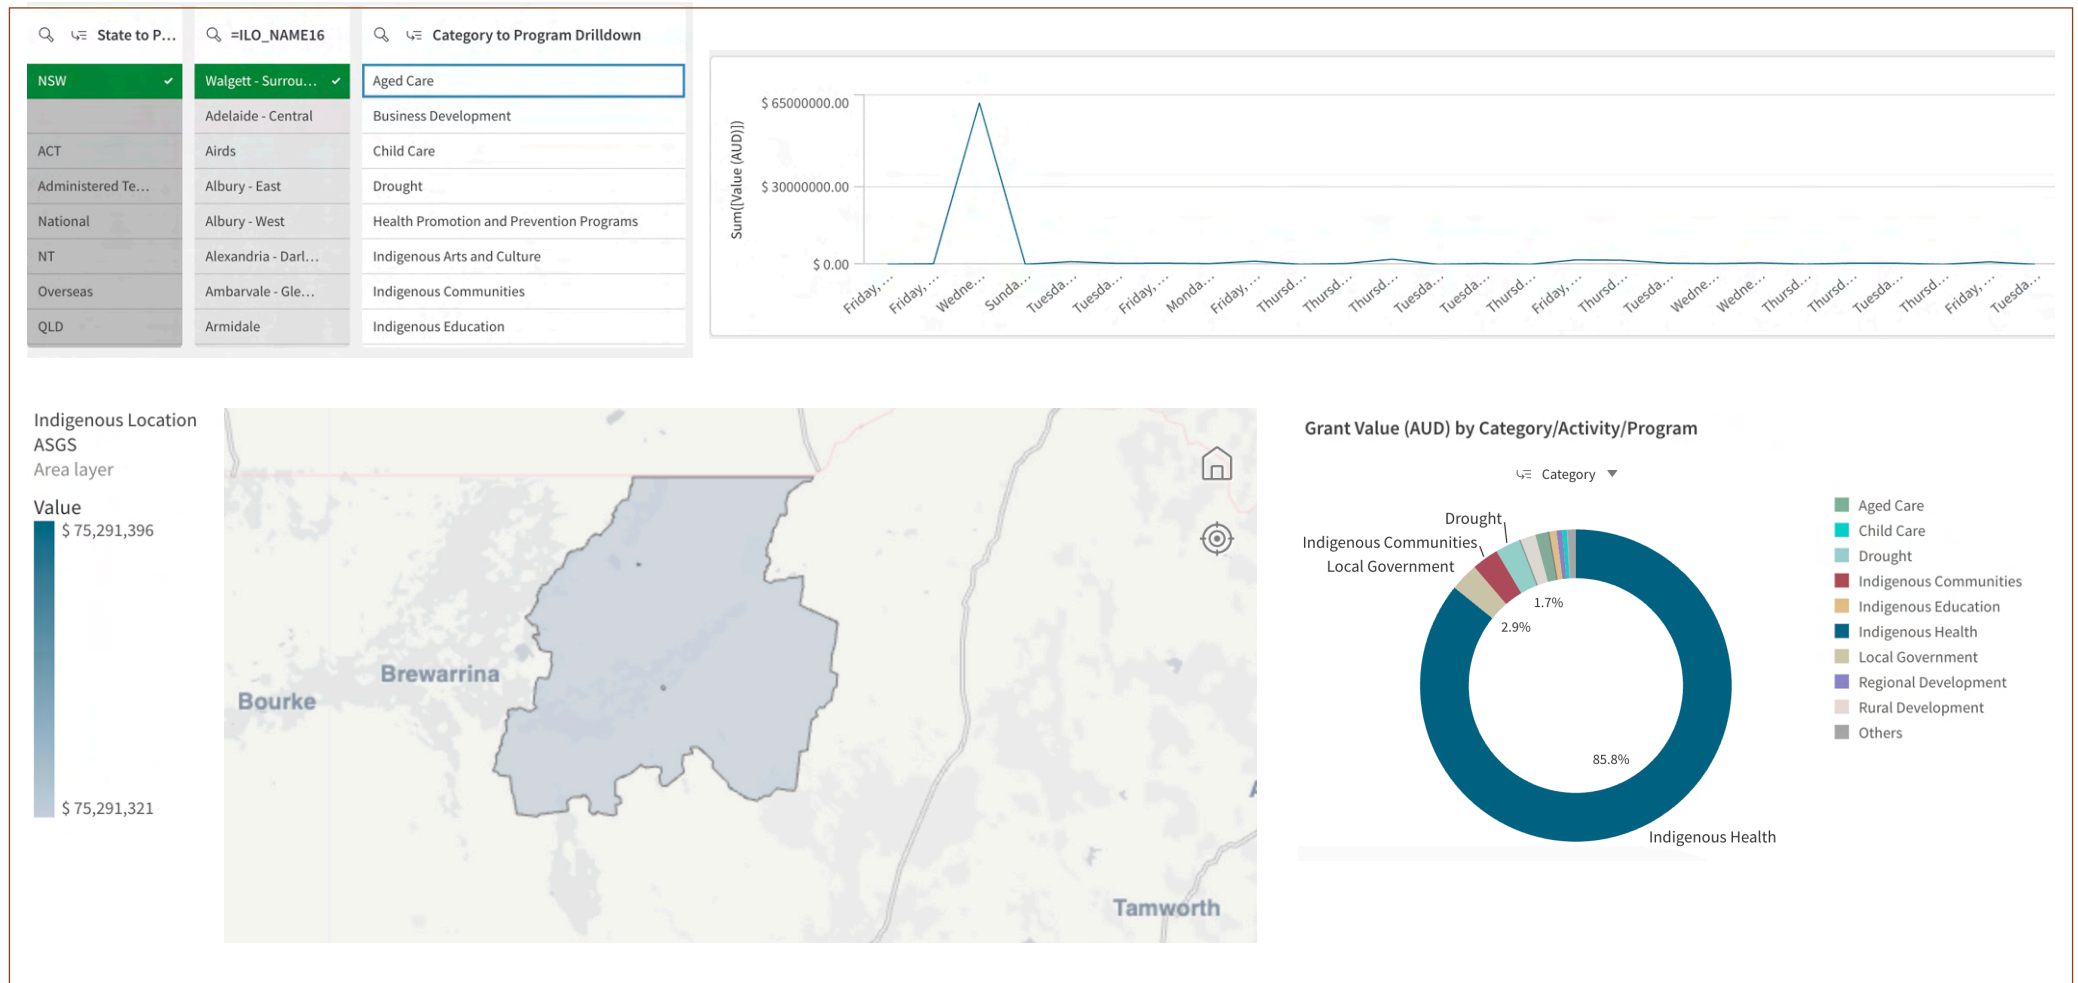 State to P...
=ILO_NAME16
Category to Program Drilldown
NSW
ACT
Administered Te...
National
NT
Overseas
QLD
Walgett - Surrou...
Adelaide - Central
Airds
Albury - East
Albury - West
Alexandria - Darl...
Ambarvale - Gle...
Armidale
Aged Care
Business Development
Child Care
Drought
Health Promotion and Prevention Programs
Indigenous Arts and Culture
Indigenous Communities
Indigenous Education
Sum([Value (AUD)])
$ 65000000.00
$ 30000000.00
$ 0.00
Friday, ...
Friday, ...
Wedne...
Sunda...
Tuesda...
Tuesda...
Friday, ...
Monda...
Friday, ...
Thursd...
Thursd...
Thursd...
Tuesda...
Tuesda...
Thursd...
Friday, ...
Thursd...
Tuesda...
Wedne...
Wedne...
Thursd...
Thursd...
Tuesda...
Thursd...
Friday, ...
Tuesda...
Indigenous Location
ASGS
Area layer
Value
$ 75,291,396
$ 75,291,321
Brewarrina
Bourke
Tamworth
A
Grant Value (AUD) by Category/Activity/Program
Category
Drought
Indigenous Communities
Local Government
1.7%
2.9%
85.8%
Indigenous Health
Aged Care
Child Care
Drought
Indigenous Communities
Indigenous Education
Indigenous Health
Local Government
Regional Development
Rural Development
Others